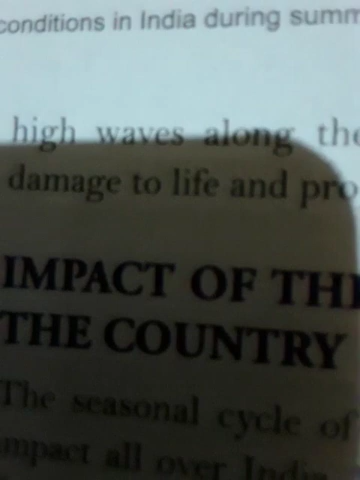 conditions in India during summ
high waves along the
damage to life and pro
IMPACT OF THE
THE COUNTRY
The seasonal cycle of
impact all over India